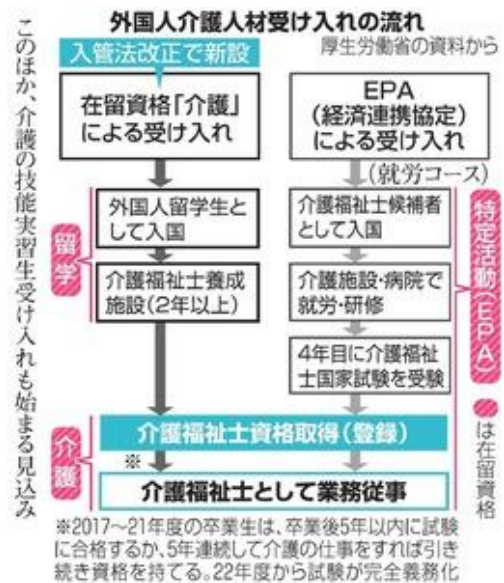 外国人介護人材受け入れの流れ
厚生労働省の資料から
入管法改正で新設
在留資格「介護」
による受け入れ
EPA
(経済連携協定)
による受け入れ
(就労コース)
外国人留学生と
して入国
介護福祉士候補者
として入国
介護福祉士養成
施設(2年以上)
介護施設・病院で
就労・研修
4年目に介護福祉
士国家試験を受験
留学
特定活動(EPA)
介護福祉士資格取得(登録)
※
介護福祉士として業務従事
介護
は在留資格
このほか、介護の技能実習生受け入れも始まる見込み
※2017〜21年度の卒業生は、卒業後5年以内に試験
に合格するか、5年連続して介護の仕事をすれば引き
続き資格を持てる。22年度から試験が完全義務化